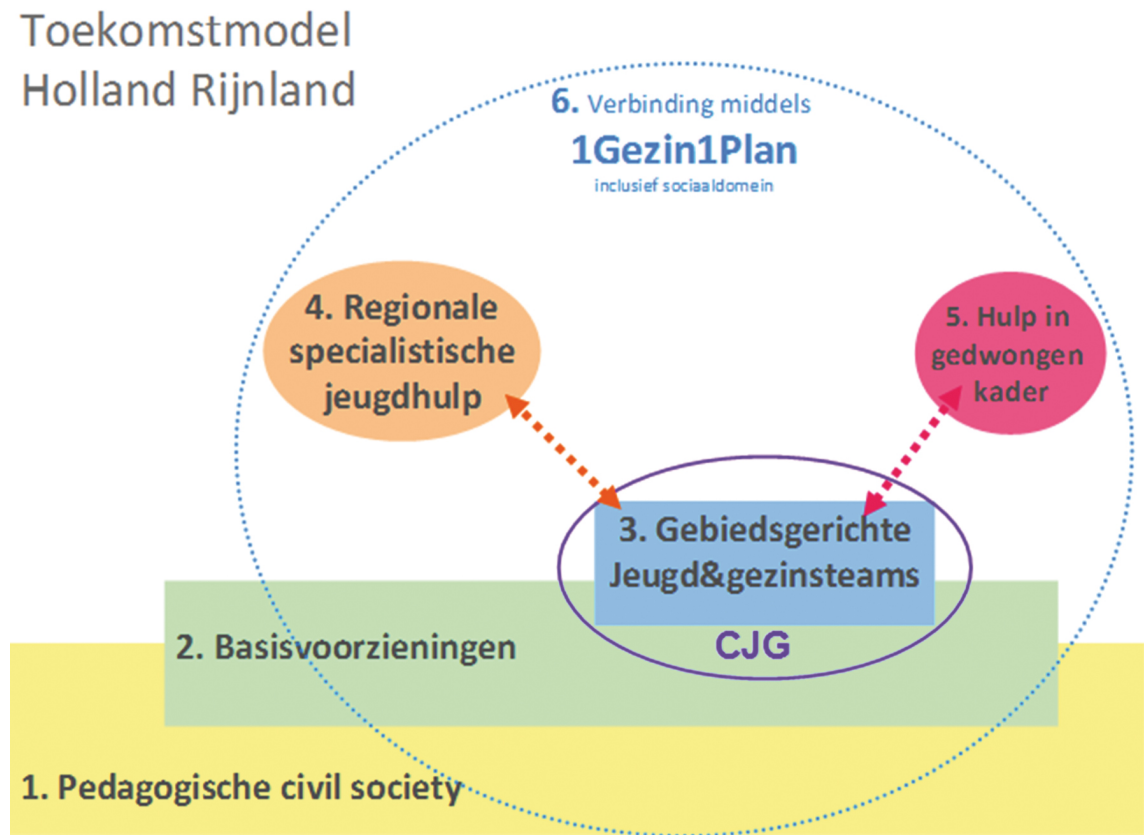 Toekomstmodel
Holland Rijnland
6. Verbinding middels
1Gezin1Plan
inclusief sociaaldomein
4. Regionale
specialistische
jeugdhulp
5. Hulp in
gedwongen
kader
3. Gebiedsgerichte
Jeugd&gezinsteams
CJG
2. Basisvoorzieningen
1. Pedagogische civil society